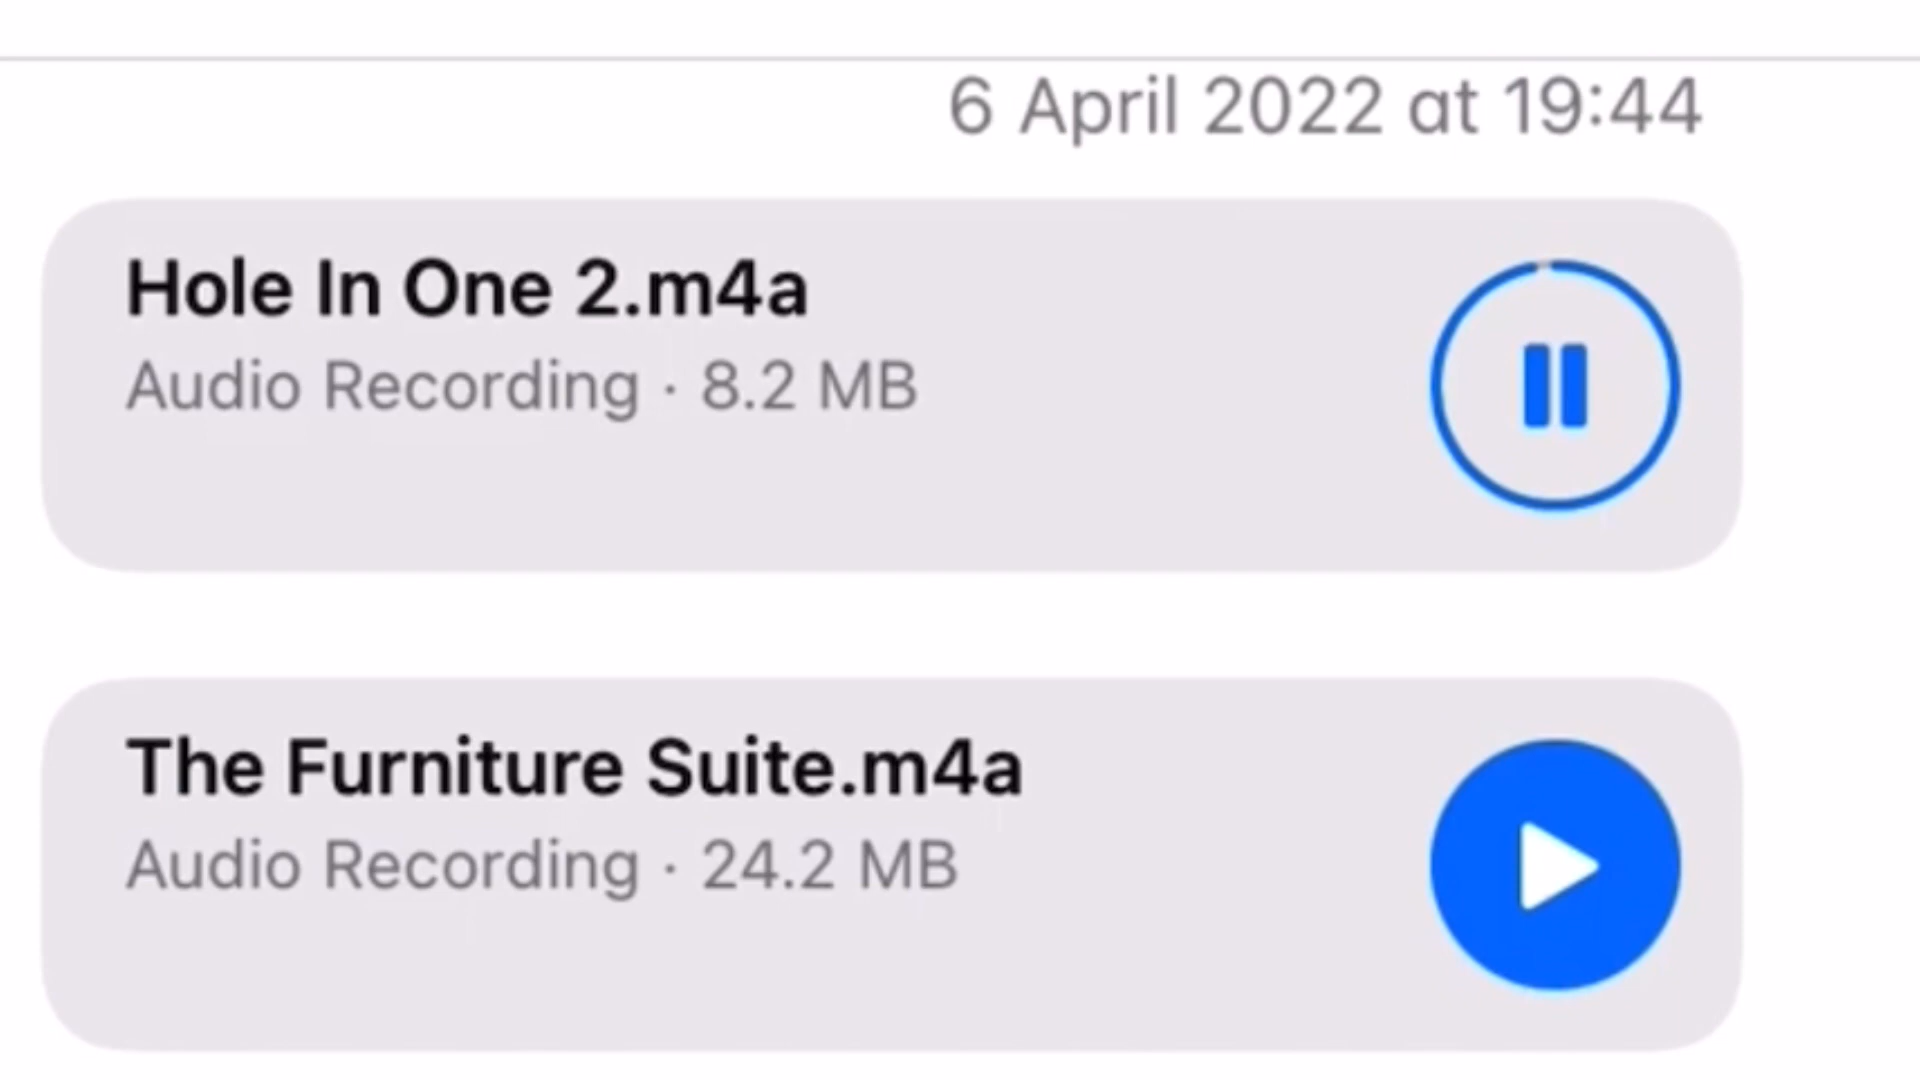 6 April 2022 at 19:44
Hole In One 2.m4a
Audio Recording · 8.2 MB
The Furniture Suite.m4a
Audio Recording · 24.2 MB